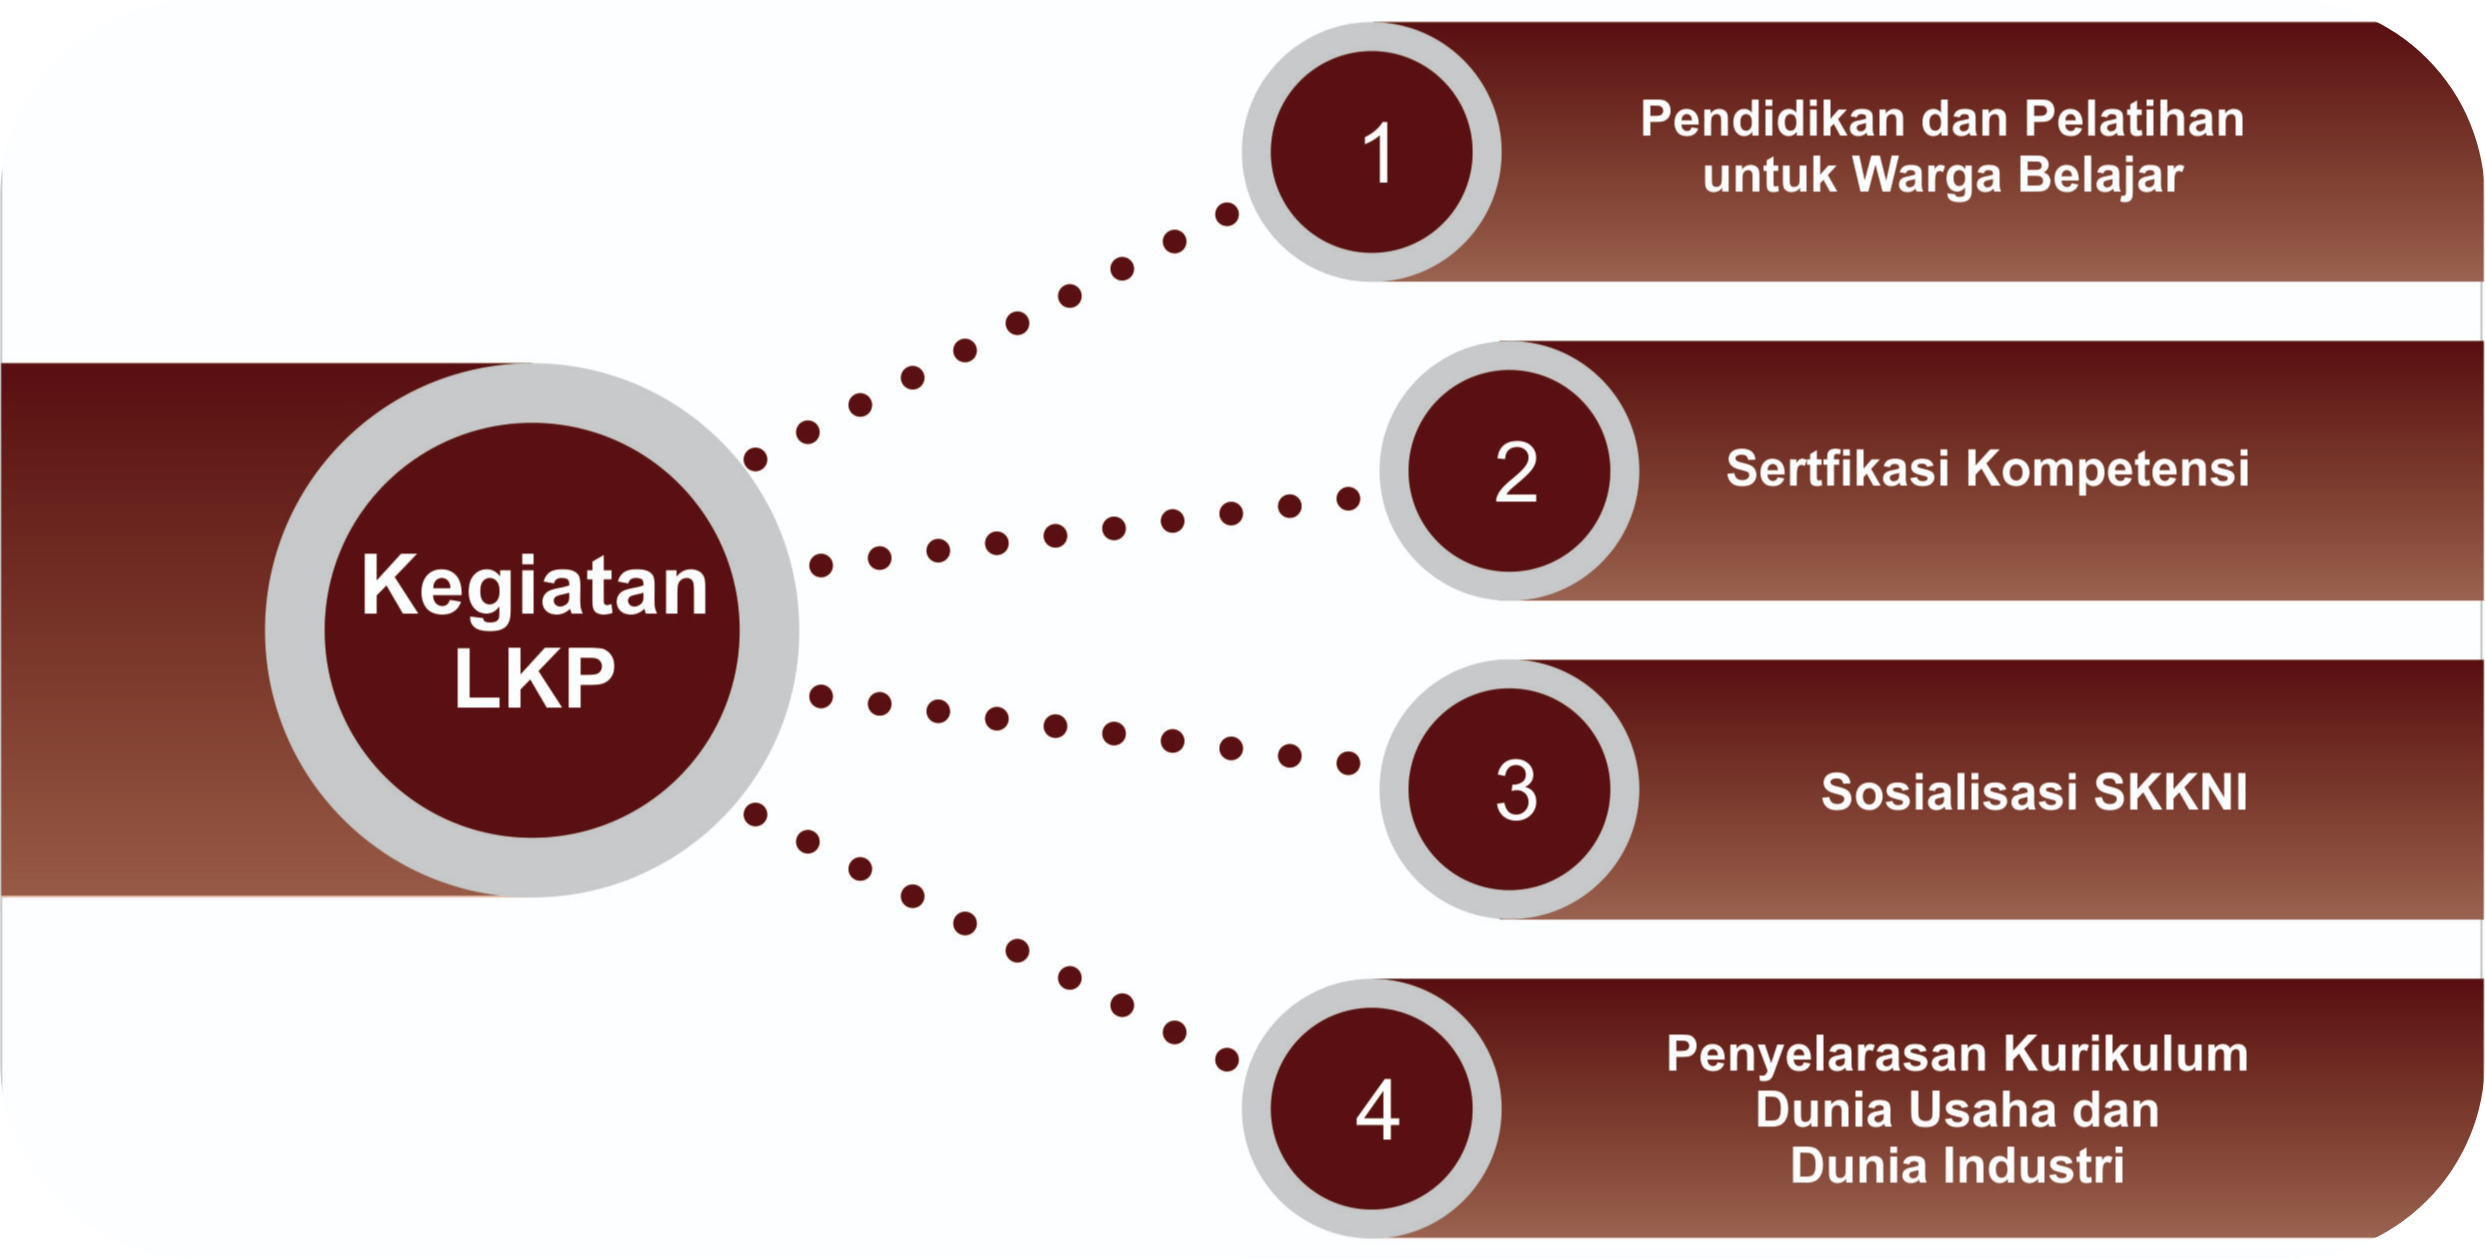 Kegiatan
LKP
1
Pendidikan dan Pelatihan
untuk Warga Belajar
2
Sertfikasi Kompetensi
3
Sosialisasi SKKNI
4
Penyelarasan Kurikulum
Dunia Usaha dan
Dunia Industri